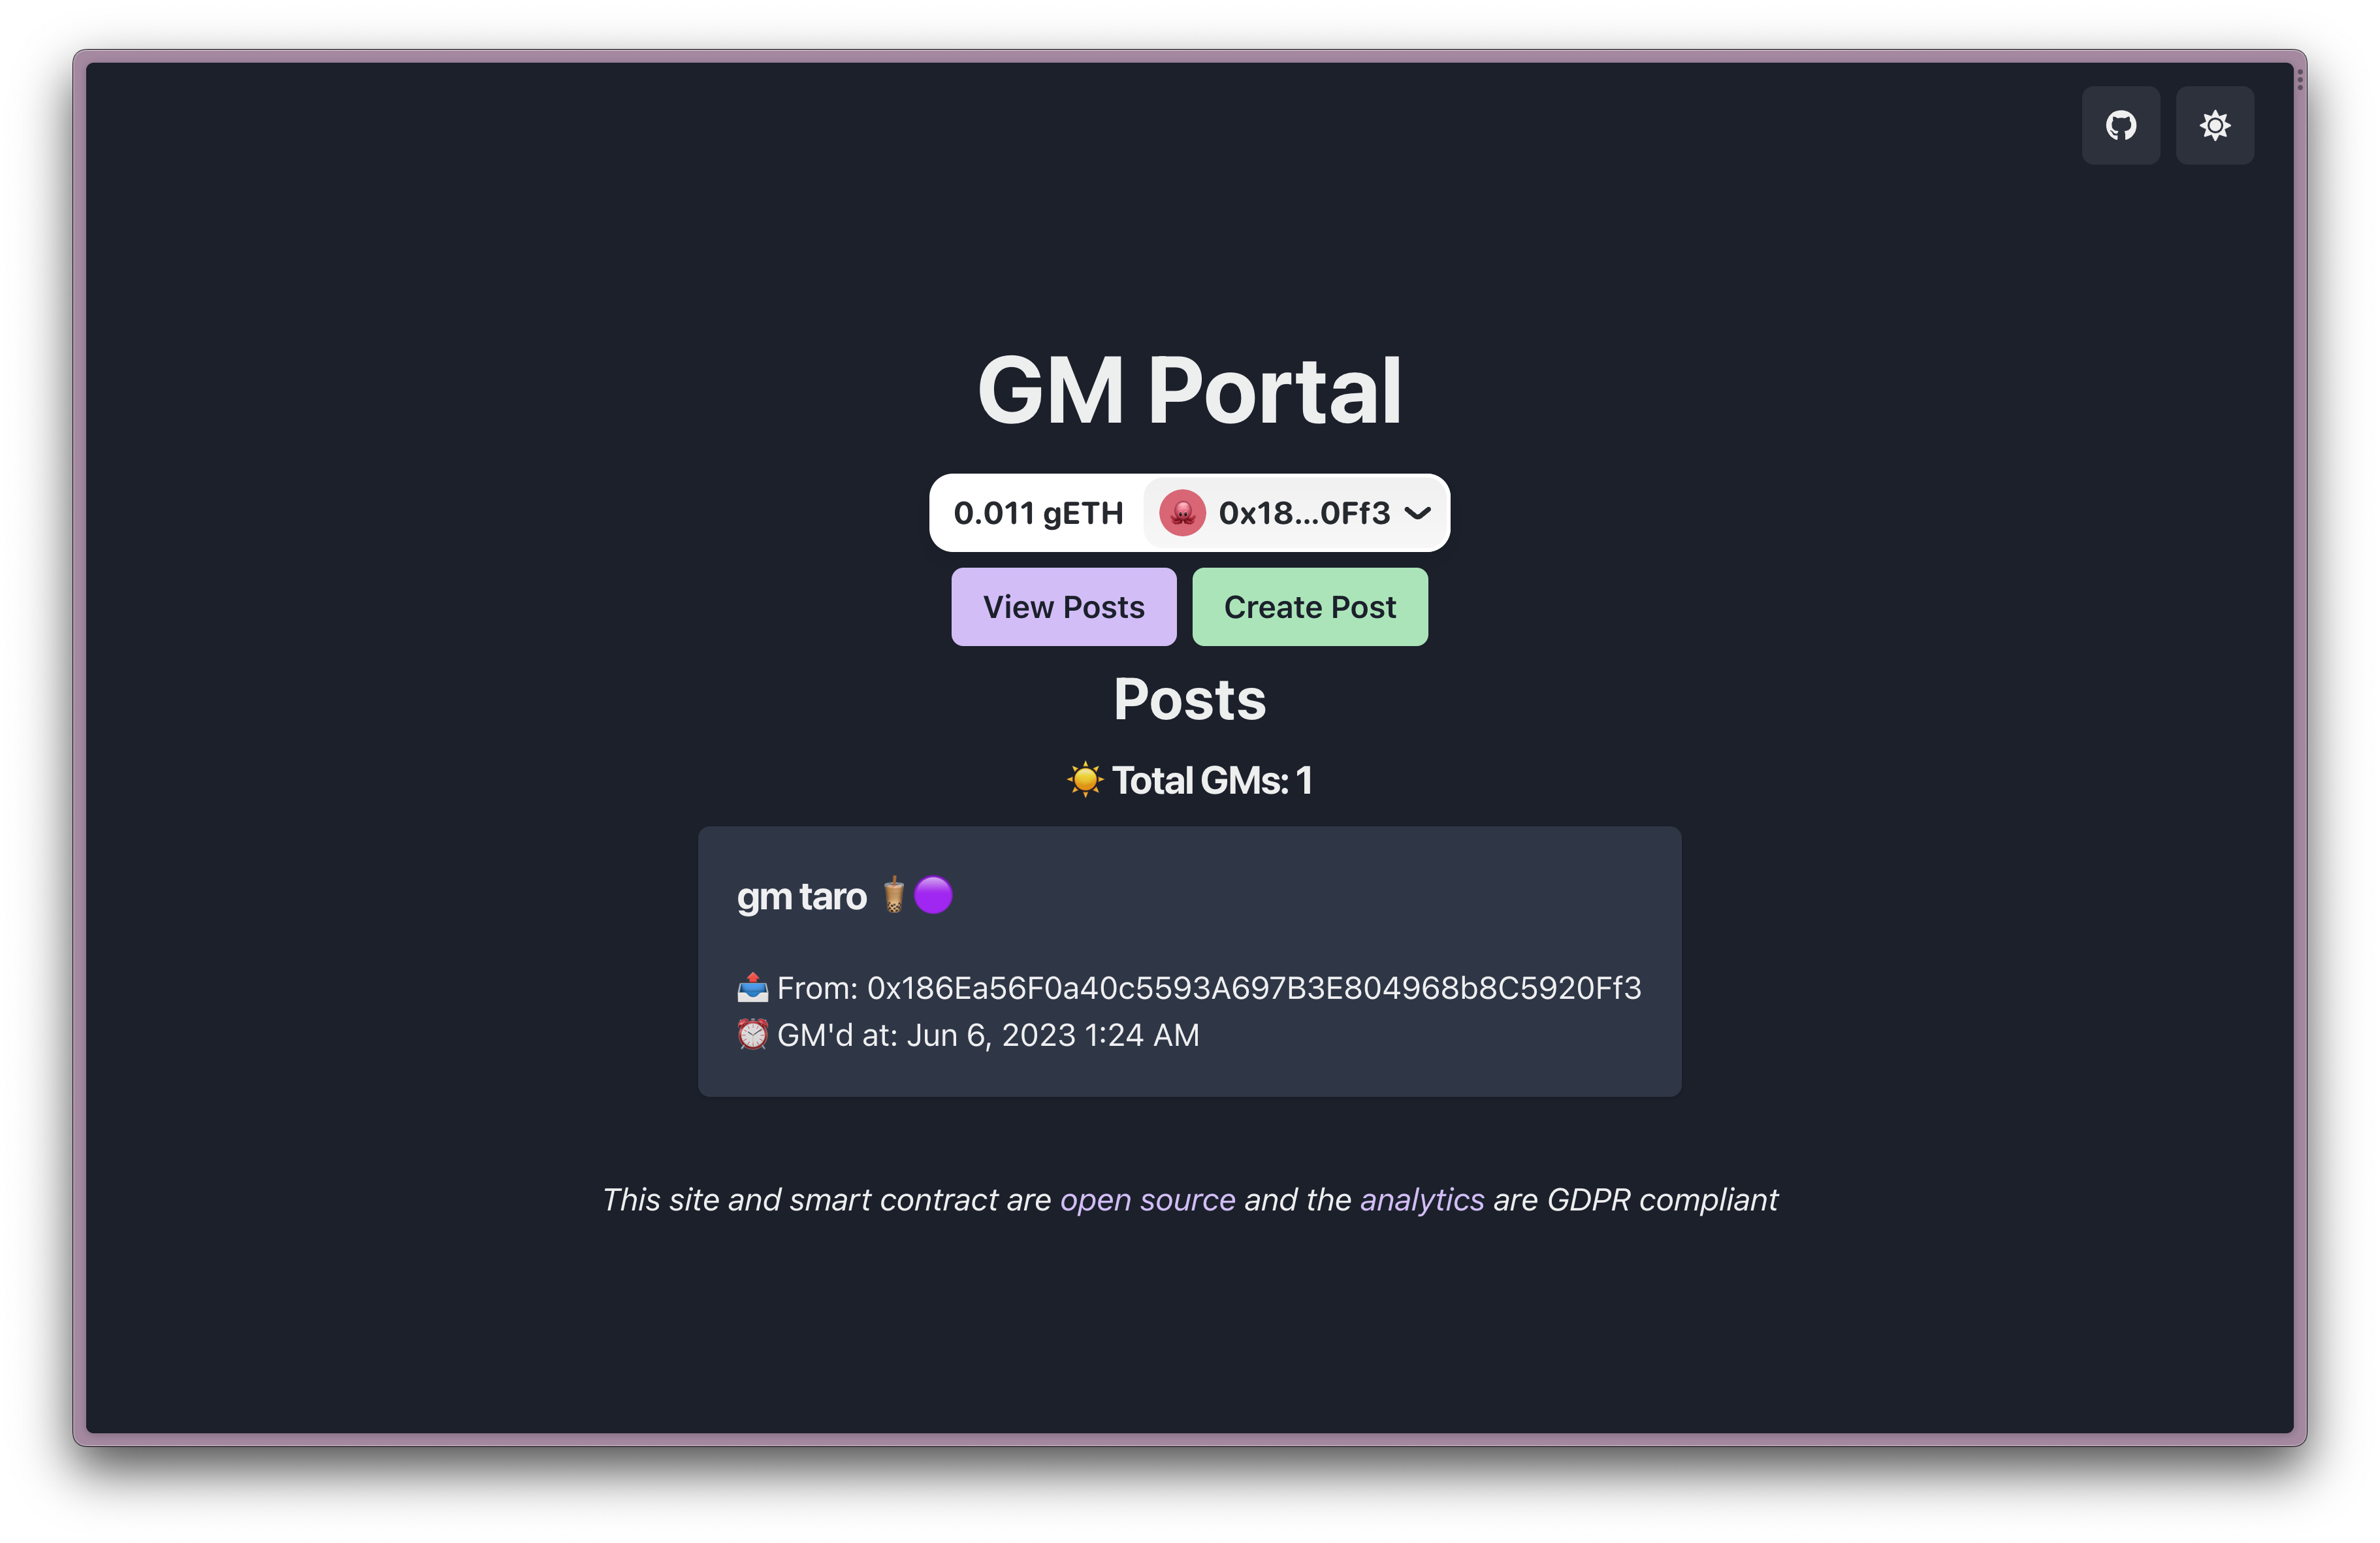 GM Portal
0.011 gETH 0x18...0Ff3
View Posts Create Post
Posts
☀️ Total GMs: 1
gm taro 🧋🟣
📤 From: 0x186Ea56F0a40c5593A697B3E804968b8C5920Ff3
⏰ GM'd at: Jun 6, 2023 1:24 AM
This site and smart contract are open source and the analytics are GDPR compliant